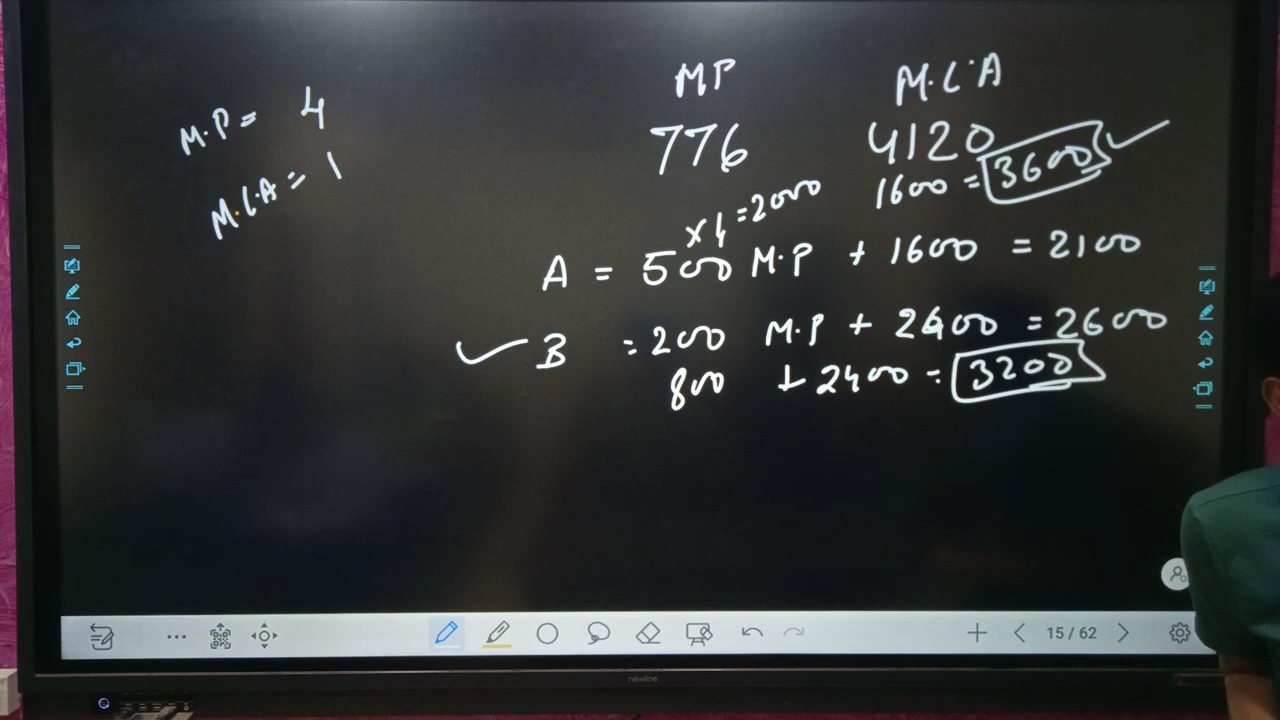 M.P = 4
M.L.A = 1
MP M.L.A
776 4120
1600 = 3600
×4 = 2000
A = 500 M.P + 1600 = 2100
B = 200 M.P + 2400 = 2600
800 + 2400 = 3200
15 / 62
newline